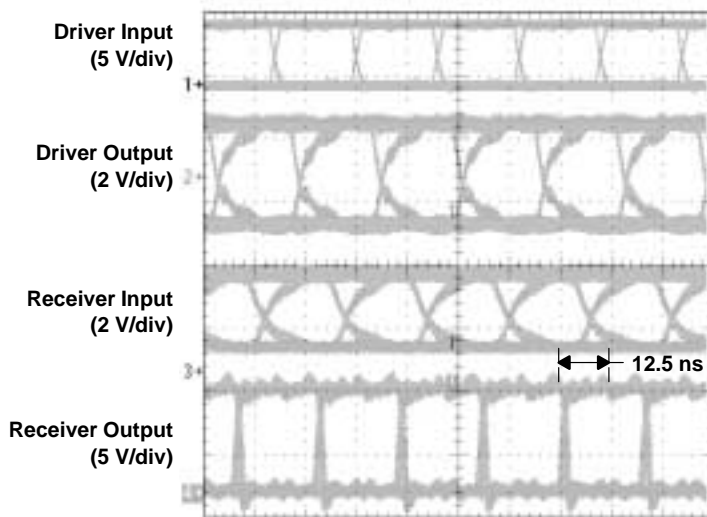 Driver Input
(5 V/div)
1+
Driver Output
(2 V/div)
2+
Receiver Input
(2 V/div)
12.5 ns
3+
Receiver Output
(5 V/div)